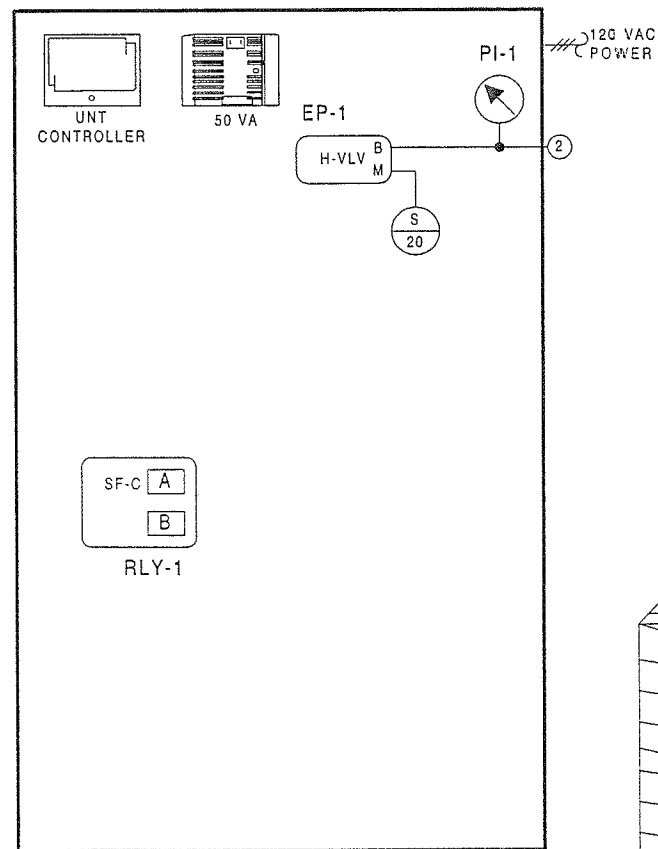 120 VAC
POWER
PI-1
UNT
CONTROLLER
50 VA
EP-1
H-VLV
B
M
2
S
20
SF-C
A
B
RLY-1